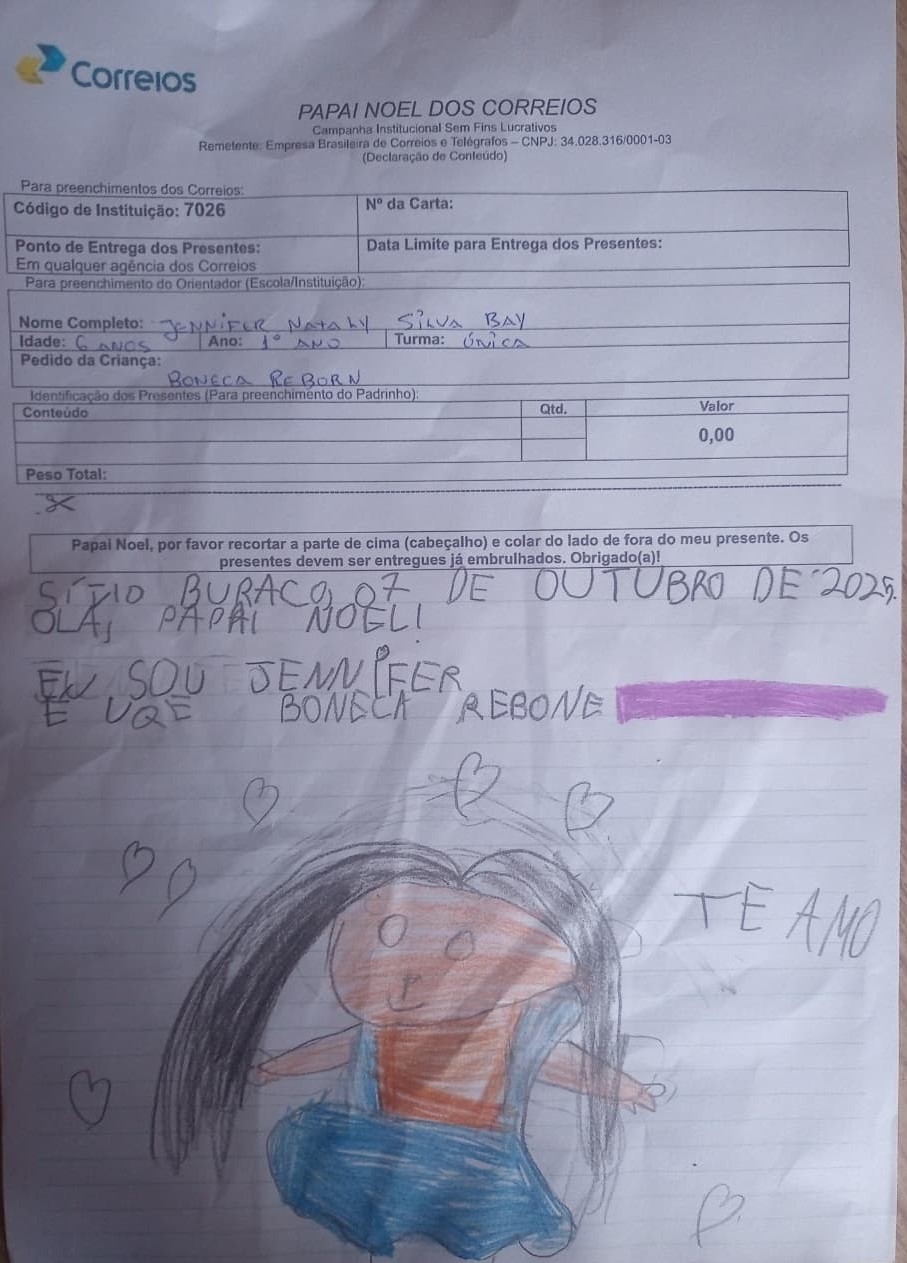 Correios
PAPAI NOEL DOS CORREIOS
Campanha Institucional Sem Fins Lucrativos
Remetente: Empresa Brasileira de Correios e Telégrafos – CNPJ: 34.028.316/0001-03
(Declaração de Conteúdo)
Para preenchimentos dos Correios:
Código de Instituição: 7026
Nº da Carta:
Ponto de Entrega dos Presentes:
Em qualquer agência dos Correios
Data Limite para Entrega dos Presentes:
Para preenchimento do Orientador (Escola/Instituição):
Nome Completo: JENNIFER NATALY SILVA BAY
Idade: 6 ANOS Ano: 1º ANO Turma: ÚNICA
Pedido da Criança:
BONECA REBORN
Identificação dos Presentes (Para preenchimento do Padrinho):
Conteúdo Qtd. Valor
0,00
Peso Total:
Papai Noel, por favor recortar a parte de cima (cabeçalho) e colar do lado de fora do meu presente. Os
presentes devem ser entregues já embrulhados. Obrigado(a)!
SÍTIO BURACO, 07 DE OUTUBRO DE 2025.
OLÁ, PAPAI NOEL!
EU SOU JENNIFER
E UQE BONECA REBONE
TE AMO